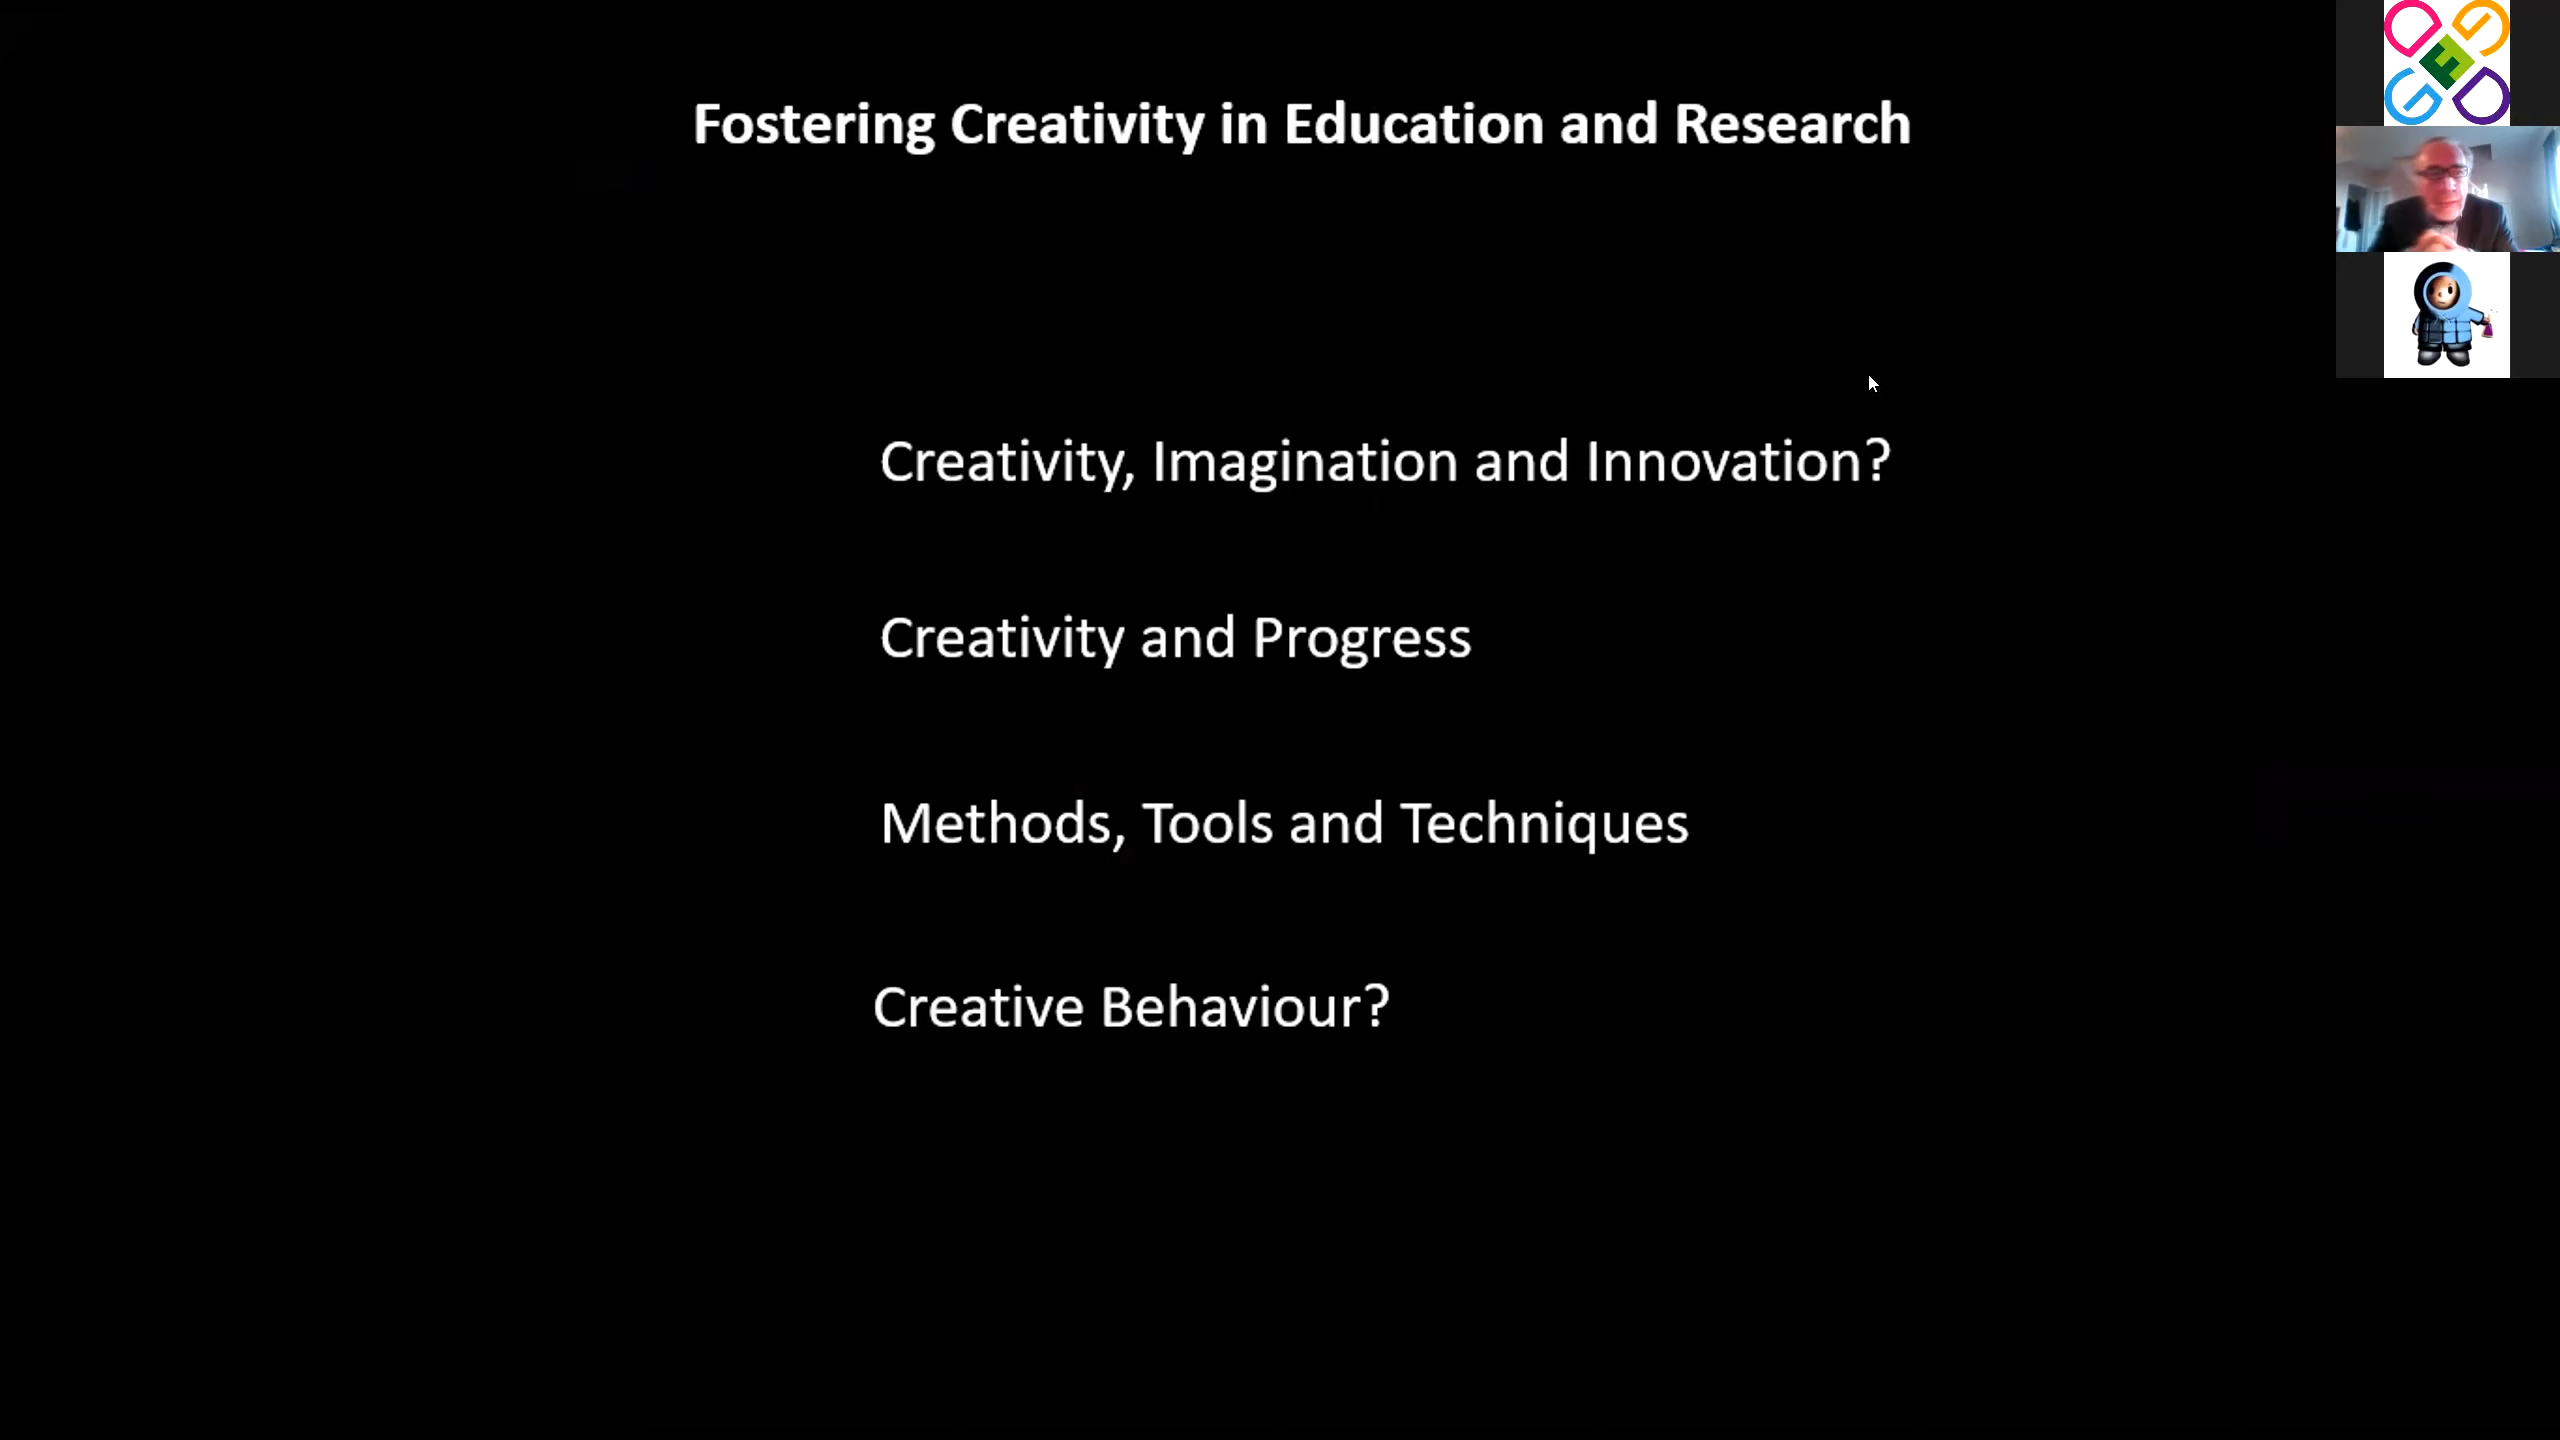 Fostering Creativity in Education and Research
Creativity, Imagination and Innovation?
Creativity and Progress
Methods, Tools and Techniques
Creative Behaviour?